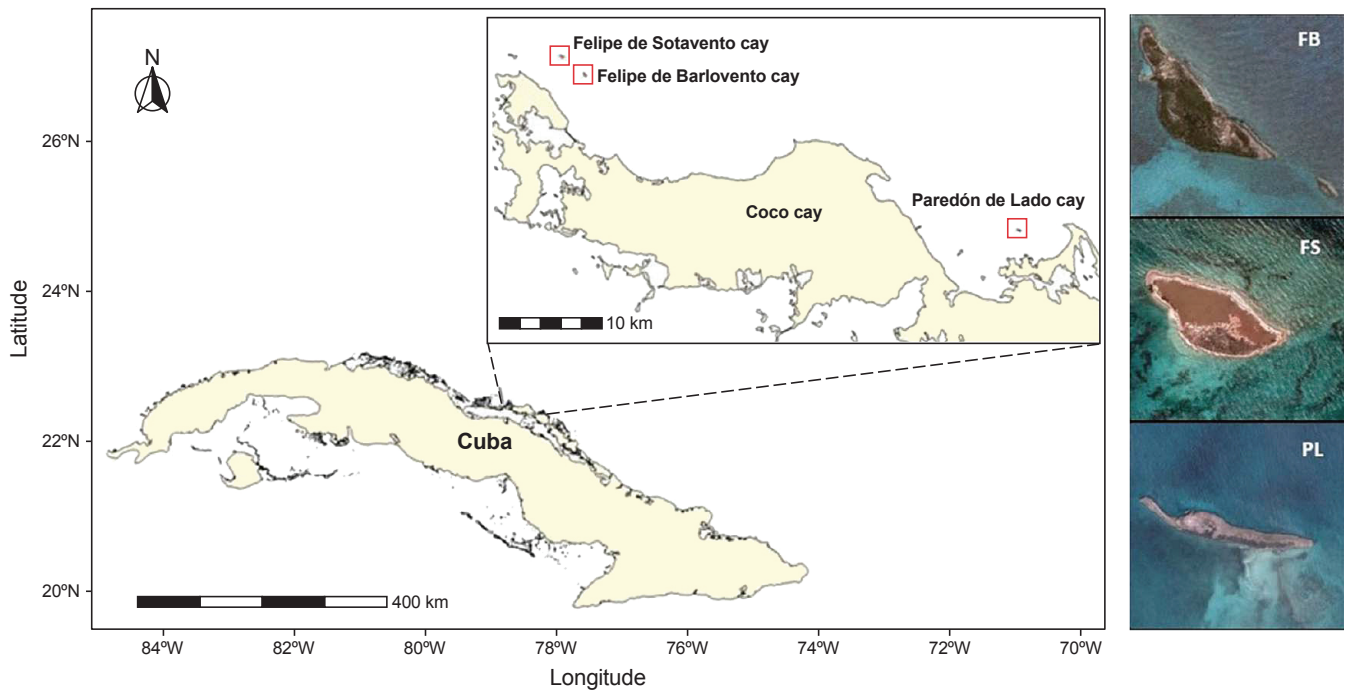 N
Felipe de Sotavento cay
Felipe de Barlovento cay
Coco cay
Paredón de Lado cay
10 km
FB
FS
PL
26ºN
24ºN
22ºN
20ºN
Latitude
Cuba
400 km
84ºW
82ºW
80ºW
78ºW
76ºW
74ºW
72ºW
70ºW
Longitude